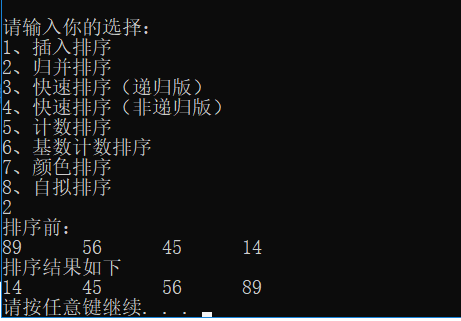 请输入你的选择：
1、插入排序
2、归并排序
3、快速排序（递归版）
4、快速排序（非递归版）
5、计数排序
6、基数计数排序
7、颜色排序
8、自拟排序
2
排序前：
89 56 45 14
排序结果如下
14 45 56 89
请按任意键继续. . .